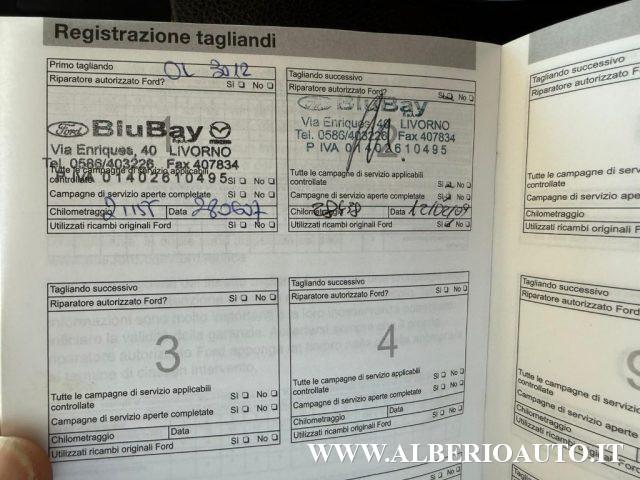 Registrazione tagliandi
Primo tagliando OL 3012
Riparatore autorizzato Ford? Sì No
Ford BluBay mazda
Via Enriques, 40 LIVORNO
Tel. 0586/403226 Fax 407834
P IVA 01402610495
Tutte le campagne di servizio applicabili
controllate Sì No
Campagne di servizio aperte completate Sì No
Chilometraggio Data 280607
Utilizzati ricambi originali Ford Sì No
Tagliando successivo
Riparatore autorizzato Ford? Sì No
Ford BluBay
Via Enriques, 40 LIVORNO
Tel. 0586/403226 Fax 407834
P IVA 01402610495
2
Tutte le campagne di servizio applicabili
controllate Sì No
Campagne di servizio aperte completate Sì No
Chilometraggio Data 12/02/09
Utilizzati ricambi originali Ford Sì No
Tagliando successivo
Riparatore autorizzato Ford? Sì No
3
Tutte le campagne di servizio applicabili
controllate Sì No
Campagne di servizio aperte completate Sì No
Chilometraggio Data
Utilizzati ricambi originali Ford Sì No
Tagliando successivo
Riparatore autorizzato Ford? Sì No
4
Tutte le campagne di servizio applicabili
controllate Sì No
Campagne di servizio aperte completate Sì No
Chilometraggio Data
Utilizzati ricambi originali Ford Sì No
Tagliando successivo
Riparatore autorizzato Ford
Tutte le campagne di servizio
controllate
Campagne di servizio aperte
Chilometraggio
Utilizzati ricambi originali
Tagliando successivo
Riparatore autorizzato Ford
9
Tutte le campagne di
controllate
Campagne di servizio
Chilometraggio
Utilizzati ricambi
WWW.ALBERIOAUTO.IT